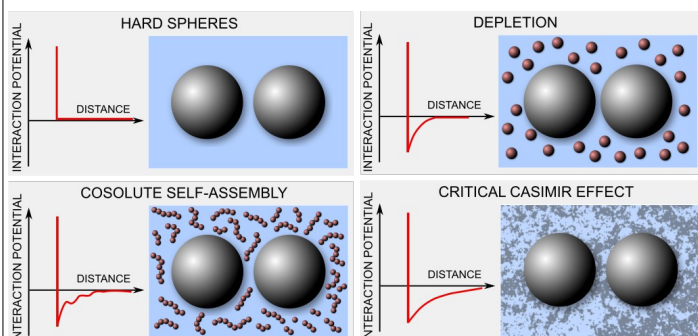 HARD SPHERES
INTERACTION POTENTIAL
DISTANCE
DEPLETION
INTERACTION POTENTIAL
DISTANCE
COSOLUTE SELF-ASSEMBLY
INTERACTION POTENTIAL
DISTANCE
CRITICAL CASIMIR EFFECT
INTERACTION POTENTIAL
DISTANCE